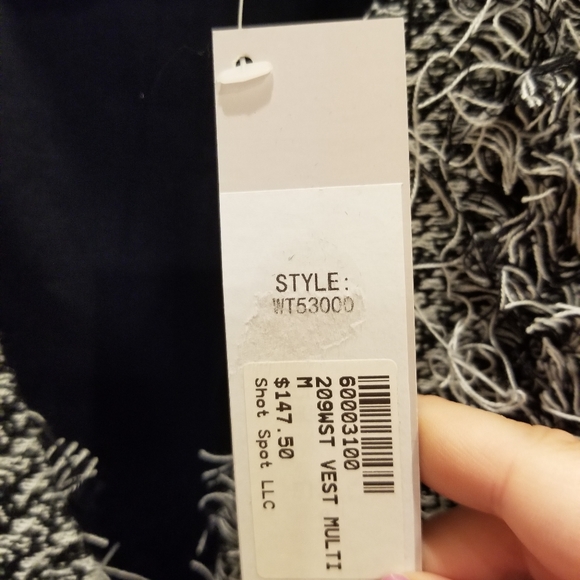 STYLE:
WT53000
60003100
209WST VEST MULTI
M
$147.50
Shot Spot LLC